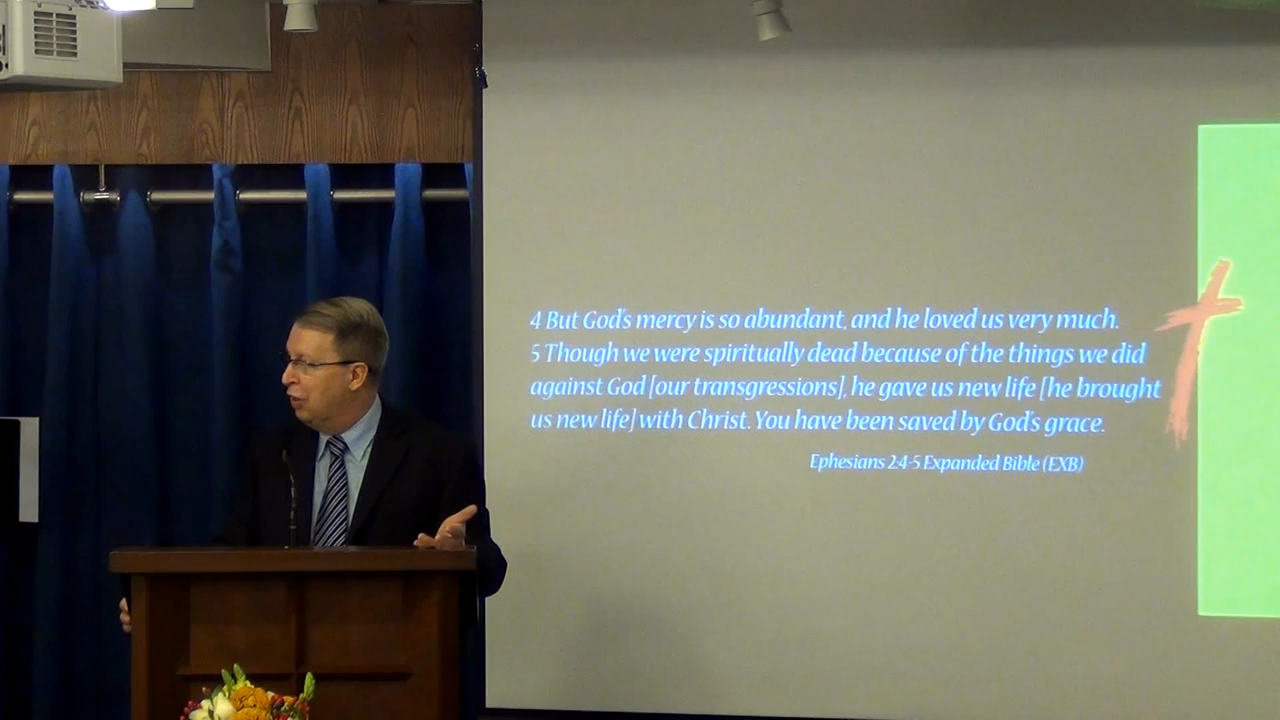 4 But God's mercy is so abundant, and he loved us very much.
5 Though we were spiritually dead because of the things we did
against God [our transgressions], he gave us new life [he brought
us new life] with Christ. You have been saved by God's grace.
Ephesians 2:4-5 Expanded Bible (EXB)